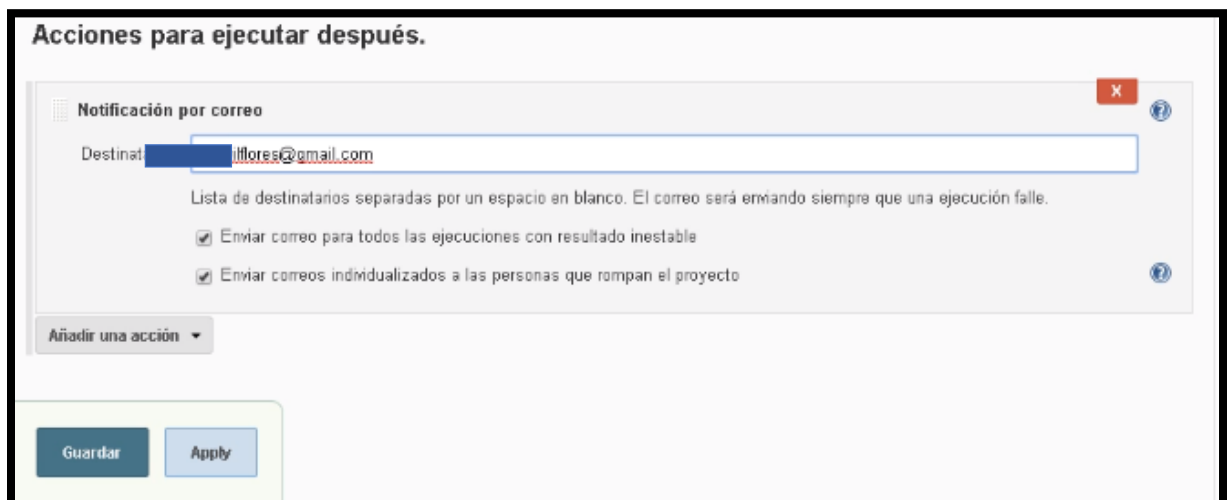 Acciones para ejecutar después.
X
Notificación por correo
ilflores@gmail.com
Lista de destinatarios separadas por un espacio en blanco. El correo será enviando siempre que una ejecución falle.
Enviar correo para todos las ejecuciones con resultado inestable
Enviar correos individualizados a las personas que rompan el proyecto
Añadir una acción
Guardar
Apply